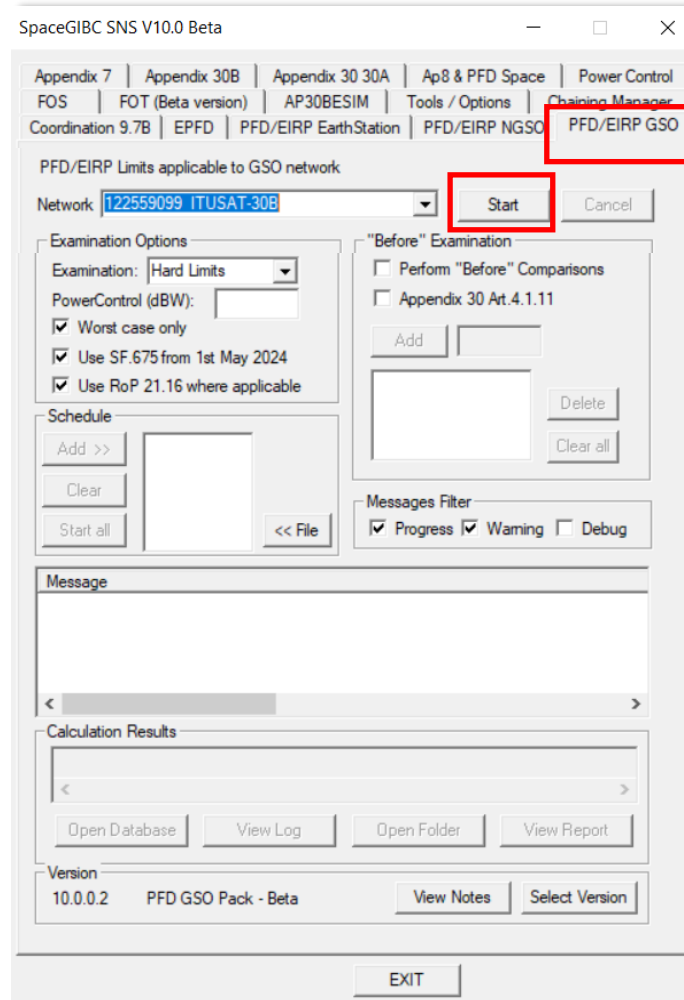 SpaceGIBC SNS V10.0 Beta
Appendix 7 Appendix 30B Appendix 30 30A Ap8 & PFD Space Power Control
FOS FOT (Beta version) AP30BESIM Tools / Options Chaining Manager
Coordination 9.7B EPFD PFD/EIRP EarthStation PFD/EIRP NGSO PFD/EIRP GSO
PFD/EIRP Limits applicable to GSO network
Network 122559099 ITUSAT-30B Start Cancel
Examination Options "Before" Examination
Examination: Hard Limits Perform "Before" Comparisons
PowerControl (dBW): Appendix 30 Art.4.1.11
Worst case only
Add
Use SF.675 from 1st May 2024
Use RoP 21.16 where applicable
Delete
Schedule
Add >> Clear all
Clear
Messages Filter
Start all << File Progress Warning Debug
Message
Calculation Results
Open Database View Log Open Folder View Report
Version
10.0.0.2 PFD GSO Pack - Beta View Notes Select Version
EXIT